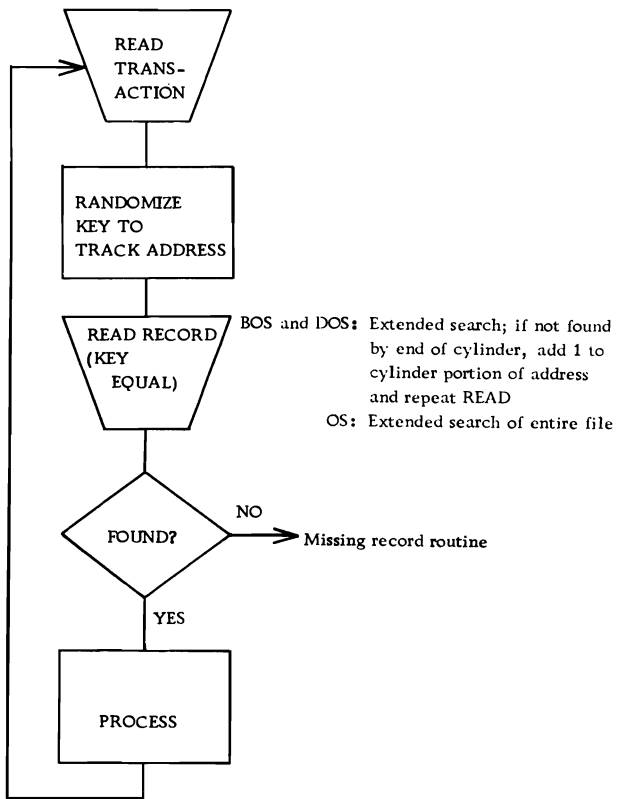 READ
TRANS-
ACTION
RANDOMIZE
KEY TO
TRACK ADDRESS
READ RECORD
(KEY
EQUAL)
BOS and DOS: Extended search; if not found
by end of cylinder, add 1 to
cylinder portion of address
and repeat READ
OS: Extended search of entire file
FOUND?
NO
Missing record routine
YES
PROCESS